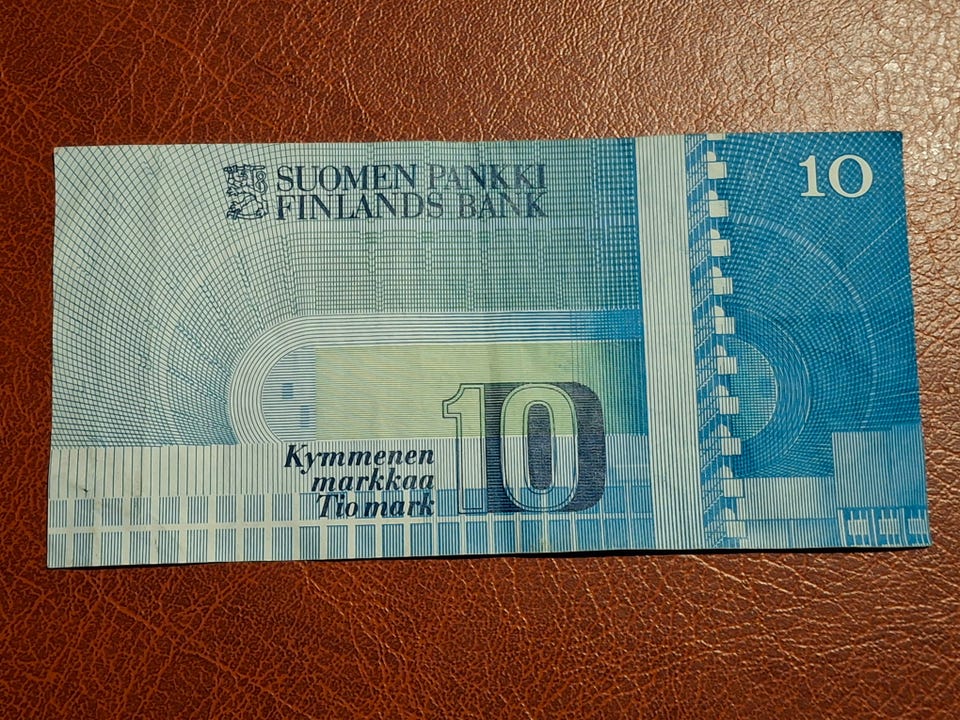 SUOMEN PANKKI
FINLANDS BANK
10
10
Kymmenen
markkaa
Tio mark